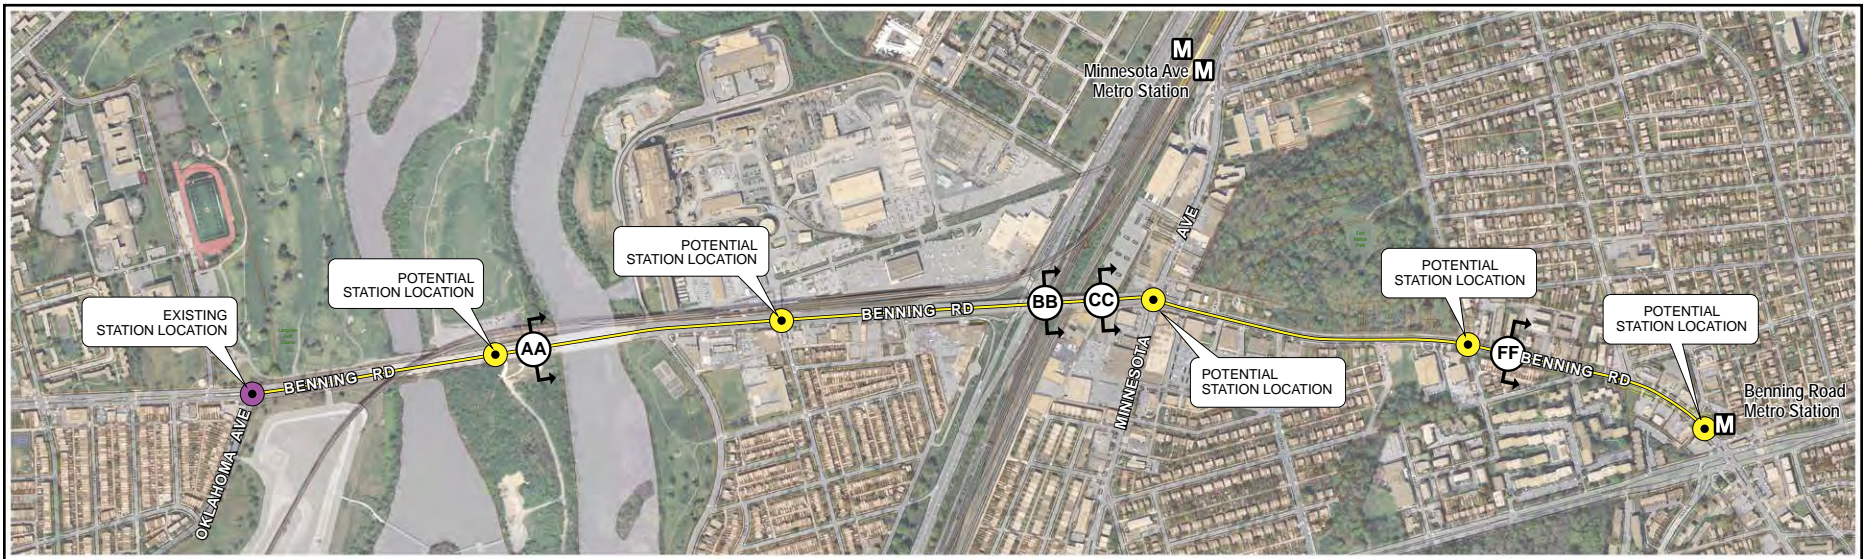 M
Minnesota Ave M
Metro Station
AVE
POTENTIAL
STATION LOCATION
POTENTIAL
STATION LOCATION
POTENTIAL
STATION LOCATION
EXISTING
STATION LOCATION
POTENTIAL
STATION LOCATION
BENNING RD
BB
CC
AA
FF
BENNING RD
BENNING RD
MINNESOTA
POTENTIAL
STATION LOCATION
OKLAHOMA AVE
Benning Road
Metro Station
M